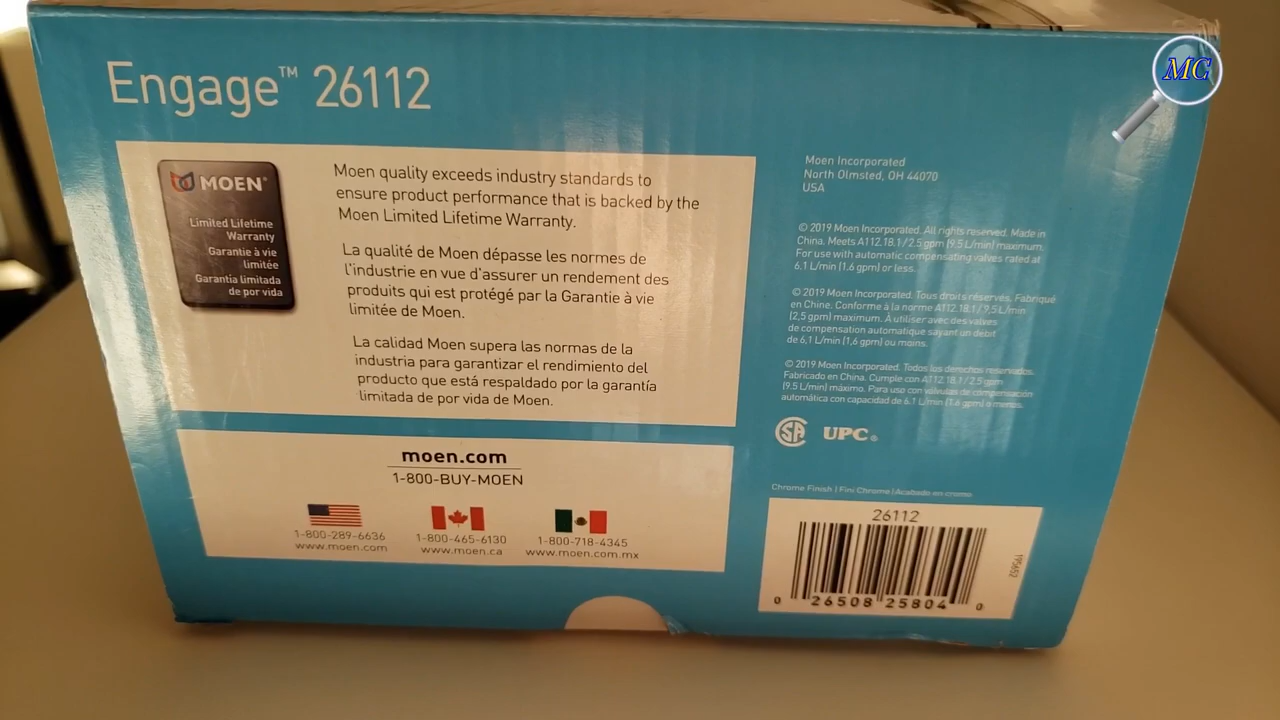 Engage™ 26112
MG
MOEN®
Limited Lifetime
Warranty
Garantie à vie
limitée
Garantía limitada
de por vida
Moen quality exceeds industry standards to
ensure product performance that is backed by the
Moen Limited Lifetime Warranty.
La qualité de Moen dépasse les normes de
l'industrie en vue d'assurer un rendement des
produits qui est protégé par la Garantie à vie
limitée de Moen.
La calidad Moen supera las normas de la
industria para garantizar el rendimiento del
producto que está respaldado por la garantía
limitada de por vida de Moen.
moen.com
1-800-BUY-MOEN
1-800-289-6636
www.moen.com
1-800-465-6130
www.moen.ca
1-800-718-4345
www.moen.com.mx
Moen Incorporated
North Olmsted, OH 44070
USA
© 2019 Moen Incorporated. All rights reserved. Made in
China. Meets A112.18.1 / 2.5 gpm (9.5 L/min) maximum.
For use with automatic compensating valves rated at
6.1 L/min (1.6 gpm) or less.
© 2019 Moen Incorporated. Tous droits réservés. Fabriqué
en Chine. Conforme à la norme A112.18.1 / 9,5 L/min
(2,5 gpm) maximum. À utiliser avec des valves
de compensation automatique ayant un débit
de 6,1 L/min (1,6 gpm) ou moins.
© 2019 Moen Incorporated. Todos los derechos reservados.
Fabricado en China. Cumple con A112.18.1 / 2.5 gpm
(9.5 L/min) máximo. Para uso con válvulas de compensación
automática con capacidad de 6.1 L/min (1.6 gpm) o menos.
SA UPC®
Chrome Finish | Fini Chrome | Acabado en cromo
26112
0 26508 25804 0
195652